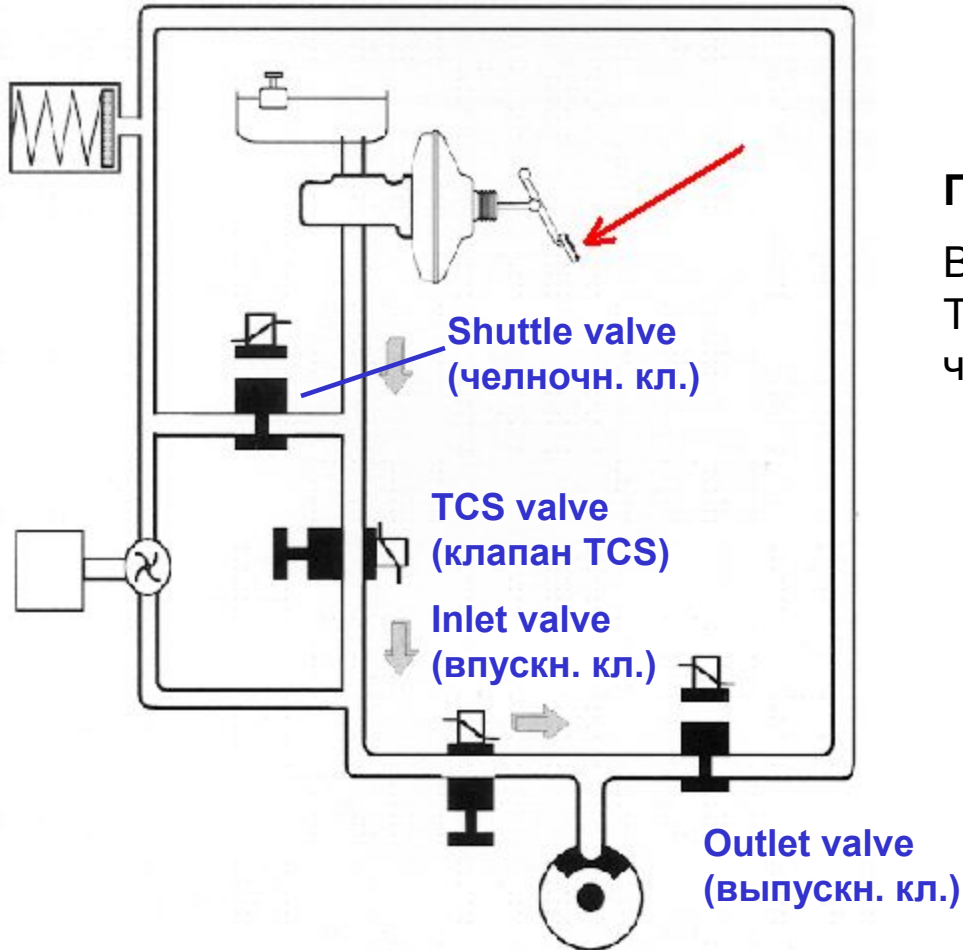 Shuttle valve
(челночн. кл.)
TCS valve
(клапан TCS)
Inlet valve
(впускн. кл.)
Outlet valve
(выпускн. кл.)